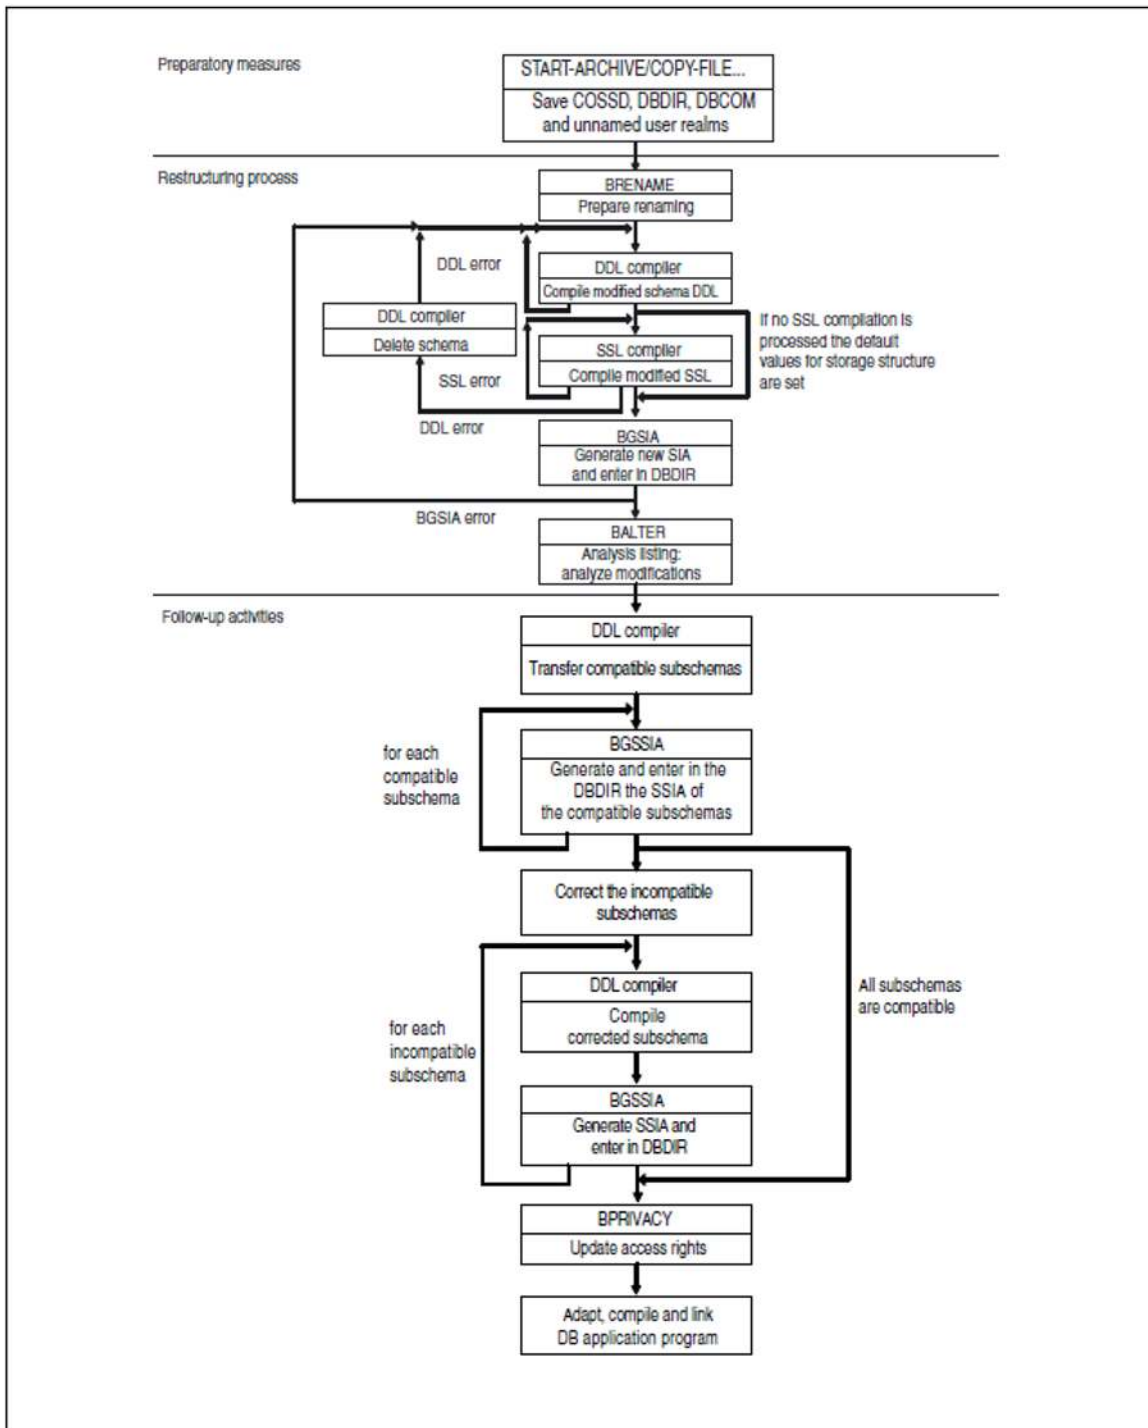 Preparatory measures
START-ARCHIVE/COPY-FILE...
Save COSSD, DBDIR, DBCOM
and unnamed user realms
Restructuring process
BRENAME
Prepare renaming
DDL error
DDL compiler
Compile modified schema DDL
DDL compiler
Delete schema
If no SSL compilation is
processed the default
values for storage structure
are set
SSL compiler
Compile modified SSL
SSL error
DDL error
BGSIA
Generate new SIA
and enter in DBDIR
BGSIA error
BALTER
Analysis listing:
analyze modifications
Follow-up activities
DDL compiler
Transfer compatible subschemas
for each
compatible
subschema
BGSSIA
Generate and enter in the
DBDIR the SSIA of
the compatible subschemas
Correct the incompatible
subschemas
All subschemas
are compatible
DDL compiler
Compile
corrected subschema
for each
incompatible
subschema
BGSSIA
Generate SSIA and
enter in DBDIR
BPRIVACY
Update access rights
Adapt, compile and link
DB application program